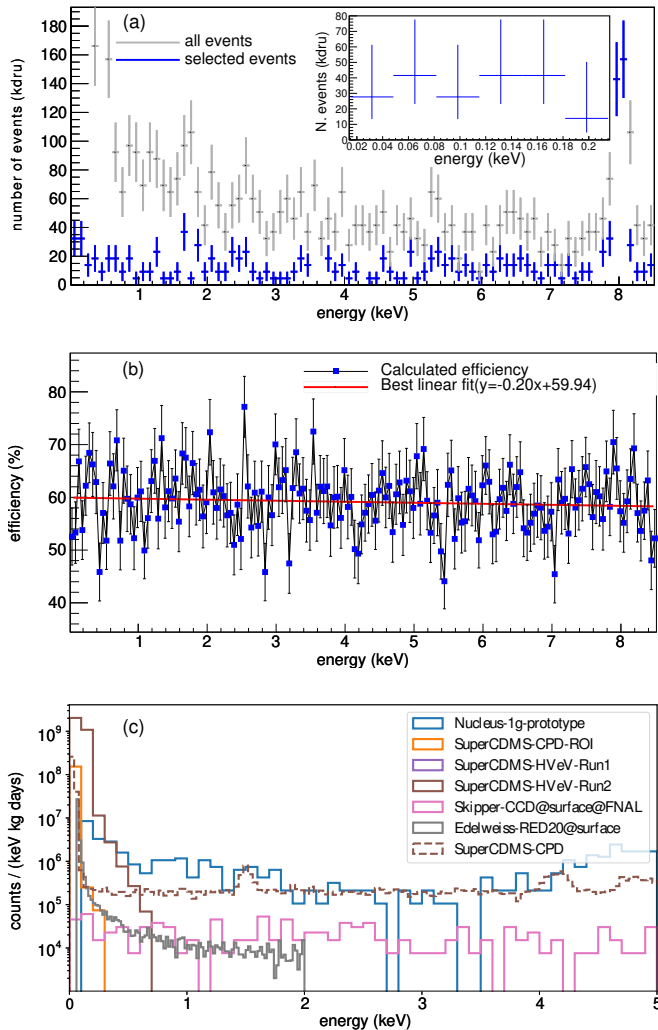 (a)
all events
selected events
number of events (kdru)
180
160
140
120
100
80
60
40
20
0
1 2 3 4 5 6 7 8
energy (keV)
N. events (kdru)
80
70
60
50
40
30
20
10
0
0.02 0.04 0.06 0.08 0.1 0.12 0.14 0.16 0.18 0.2
energy (keV)
(b)
Calculated efficiency
Best linear fit(y=-0.20x+59.94)
efficiency (%)
80
70
60
50
40
1 2 3 4 5 6 7 8
energy (keV)
(c)
Nucleus-1g-prototype
SuperCDMS-CPD-ROI
SuperCDMS-HVeV-Run1
SuperCDMS-HVeV-Run2
Skipper-CCD@surface@FNAL
Edelweiss-RED20@surface
SuperCDMS-CPD
counts / (keV kg days)
10⁹
10⁸
10⁷
10⁶
10⁵
10⁴
0 1 2 3 4 5
energy (keV)